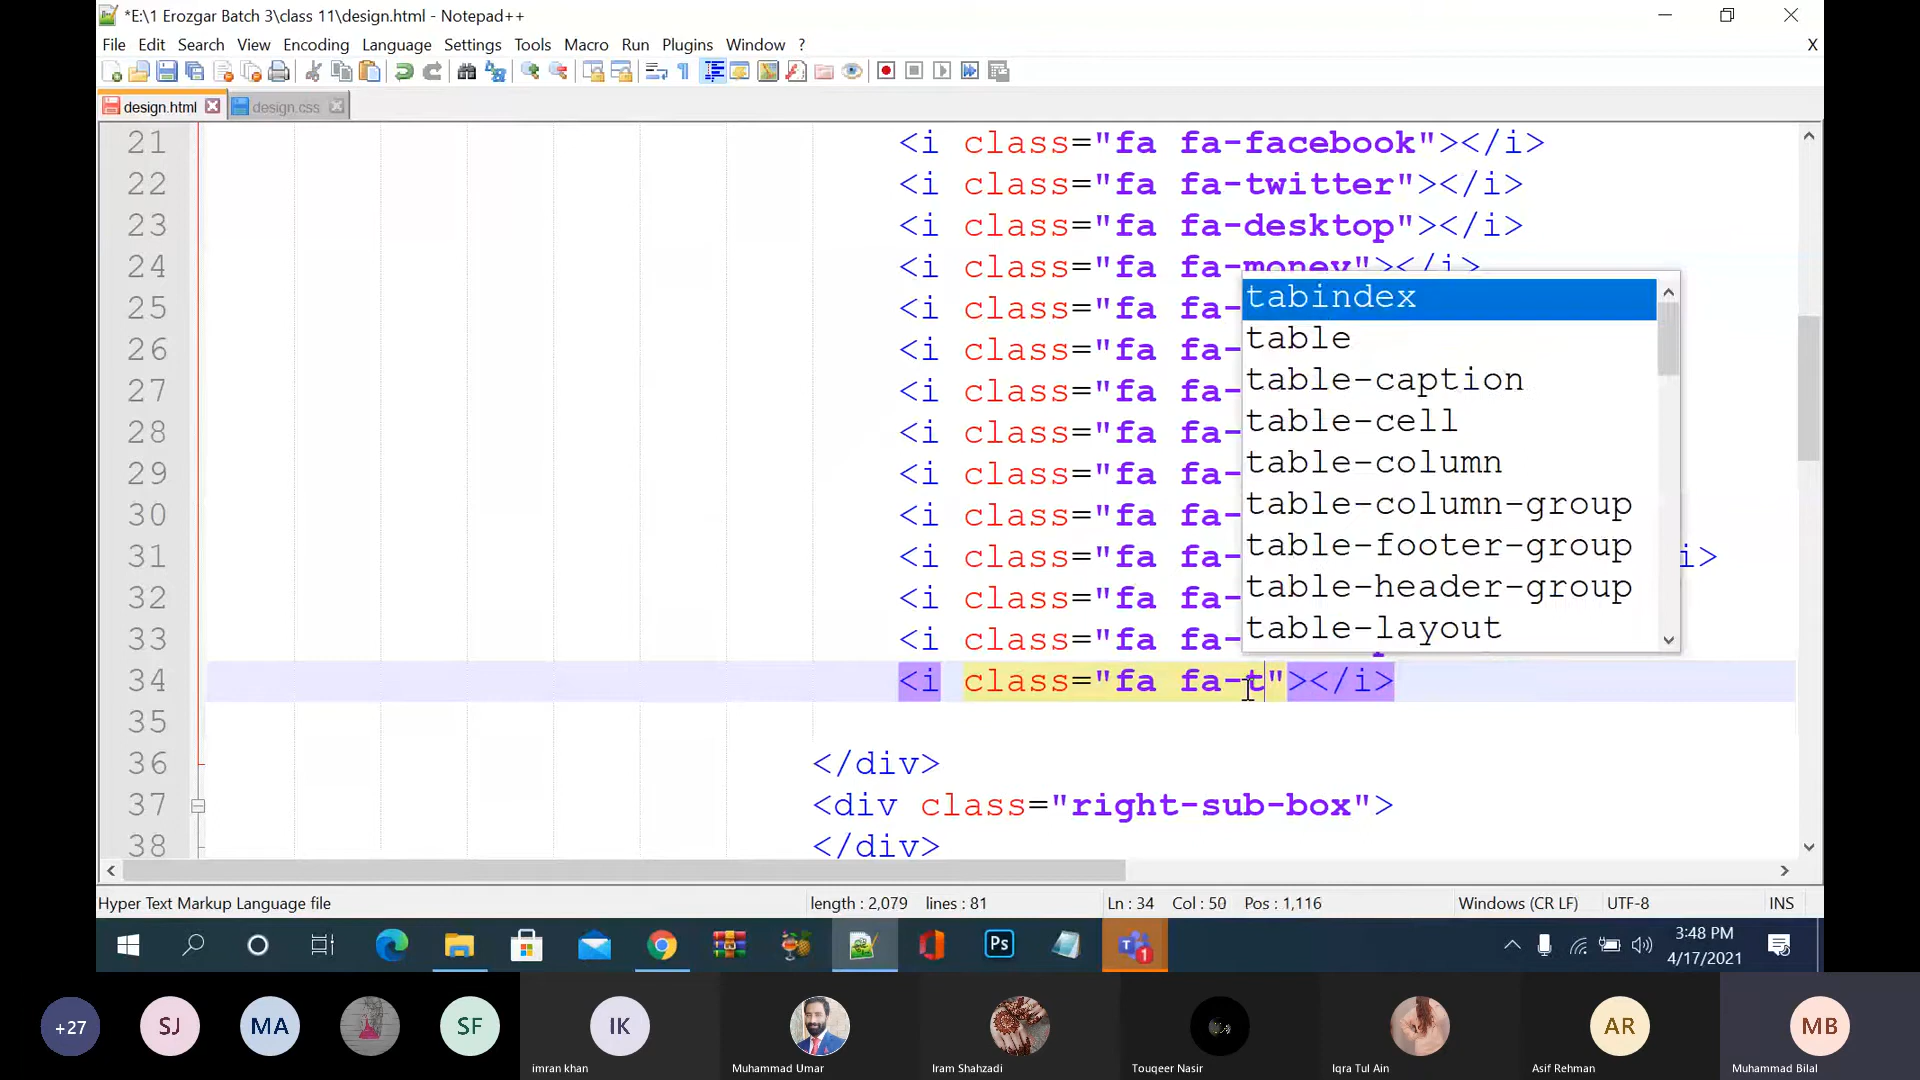 *E:\1 Erozgar Batch 3\class 11\design.html - Notepad++
File Edit Search View Encoding Language Settings Tools Macro Run Plugins Window ? X
design.html design.css
21 <i class="fa fa-facebook"></i>
22 <i class="fa fa-twitter"></i>
23 <i class="fa fa-desktop"></i>
24 <i class="fa fa-money"></i>
25 <i class="fa fa-
26 <i class="fa fa-
27 <i class="fa fa-
28 <i class="fa fa-
29 <i class="fa fa-
30 <i class="fa fa-
31 <i class="fa fa- i>
32 <i class="fa fa-
33 <i class="fa fa-
34 <i class="fa fa-t"></i>
35
36 </div>
37 <div class="right-sub-box">
38 </div>
tabindex
table
table-caption
table-cell
table-column
table-column-group
table-footer-group
table-header-group
table-layout
Hyper Text Markup Language file length : 2,079 lines : 81 Ln : 34 Col : 50 Pos : 1,116 Windows (CR LF) UTF-8 INS
Ps 1 3:48 PM
4/17/2021
+27 SJ MA SF IK AR MB
imran khan Muhammad Umar Iram Shahzadi Touqeer Nasir Iqra Tul Ain Asif Rehman Muhammad Bilal